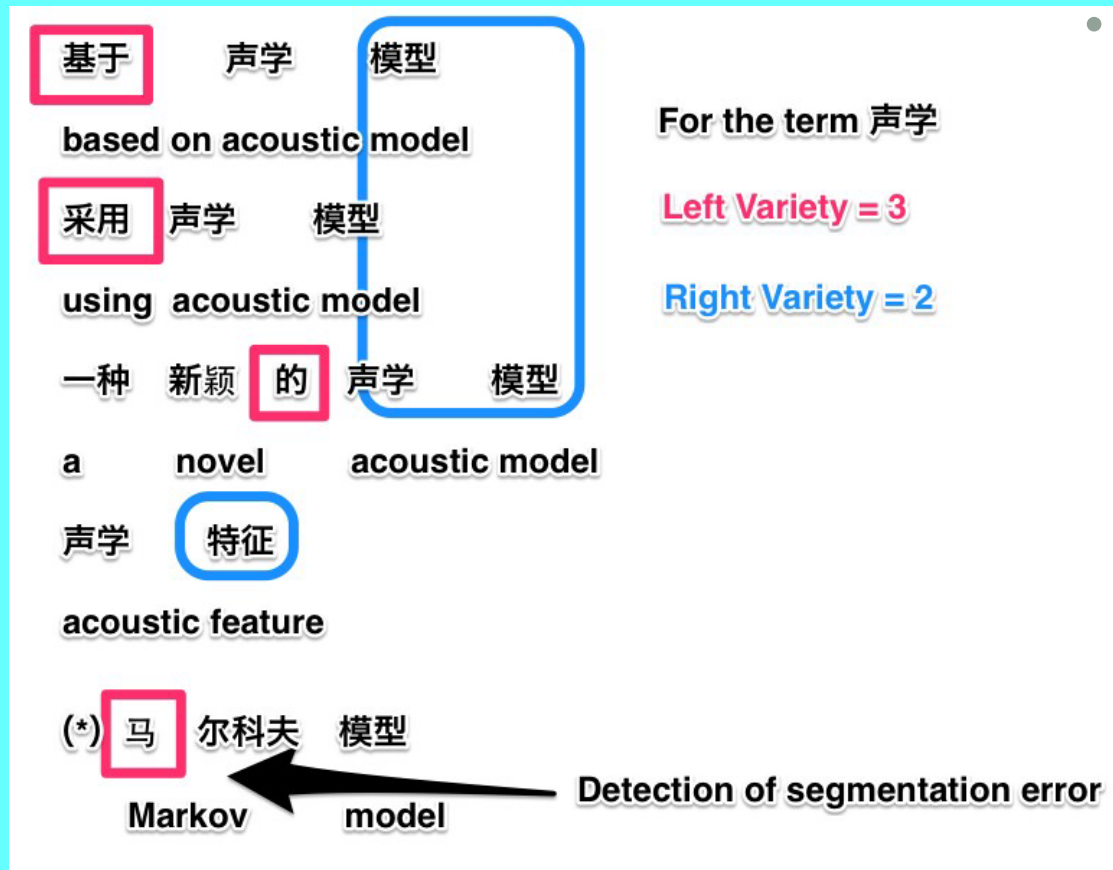 基于 声学 模型
based on acoustic model
采用 声学 模型
using acoustic model
一种 新颖 的 声学 模型
a novel acoustic model
声学 特征
acoustic feature
(*) 马 尔科夫 模型
Markov model
For the term 声学
Left Variety = 3
Right Variety = 2
Detection of segmentation error